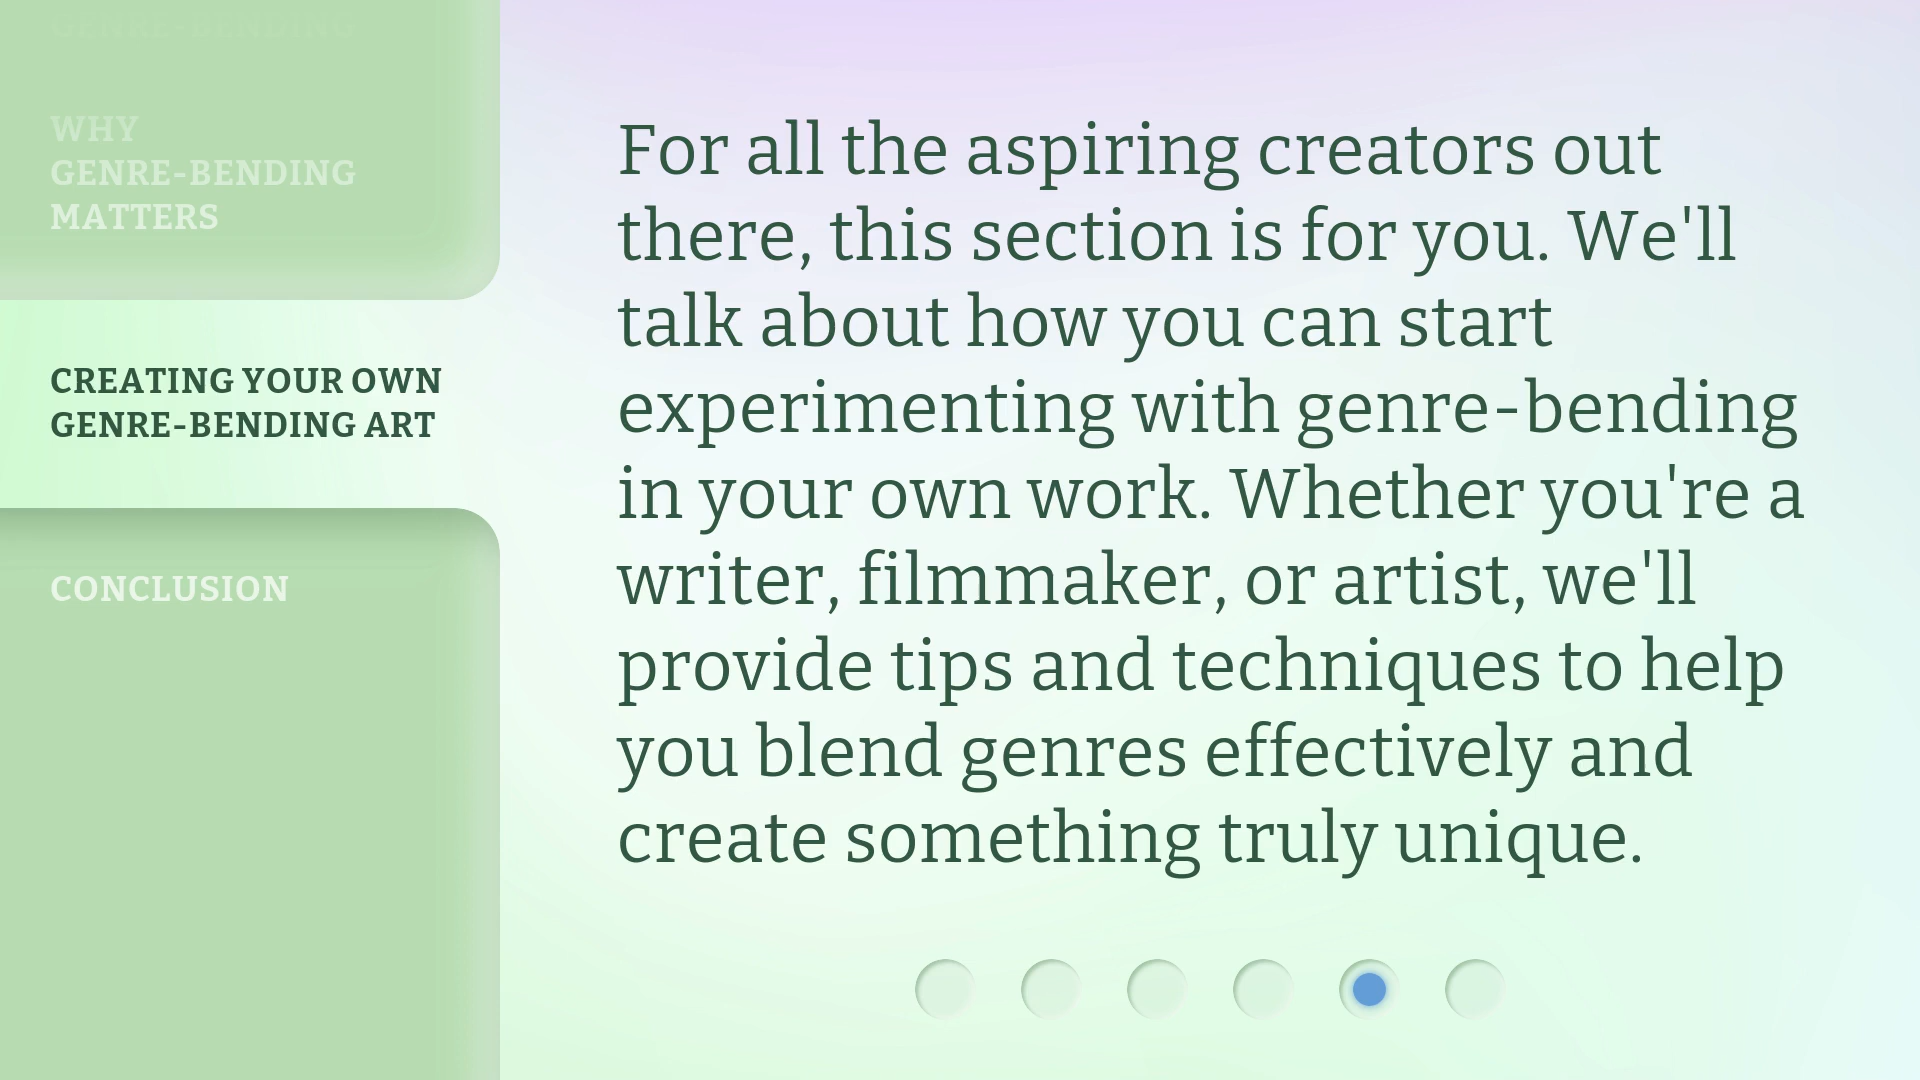 GENRE-BENDING
WHY
GENRE-BENDING
MATTERS
CREATING YOUR OWN
GENRE-BENDING ART
CONCLUSION
For all the aspiring creators out
there, this section is for you. We'll
talk about how you can start
experimenting with genre-bending
in your own work. Whether you're a
writer, filmmaker, or artist, we'll
provide tips and techniques to help
you blend genres effectively and
create something truly unique.